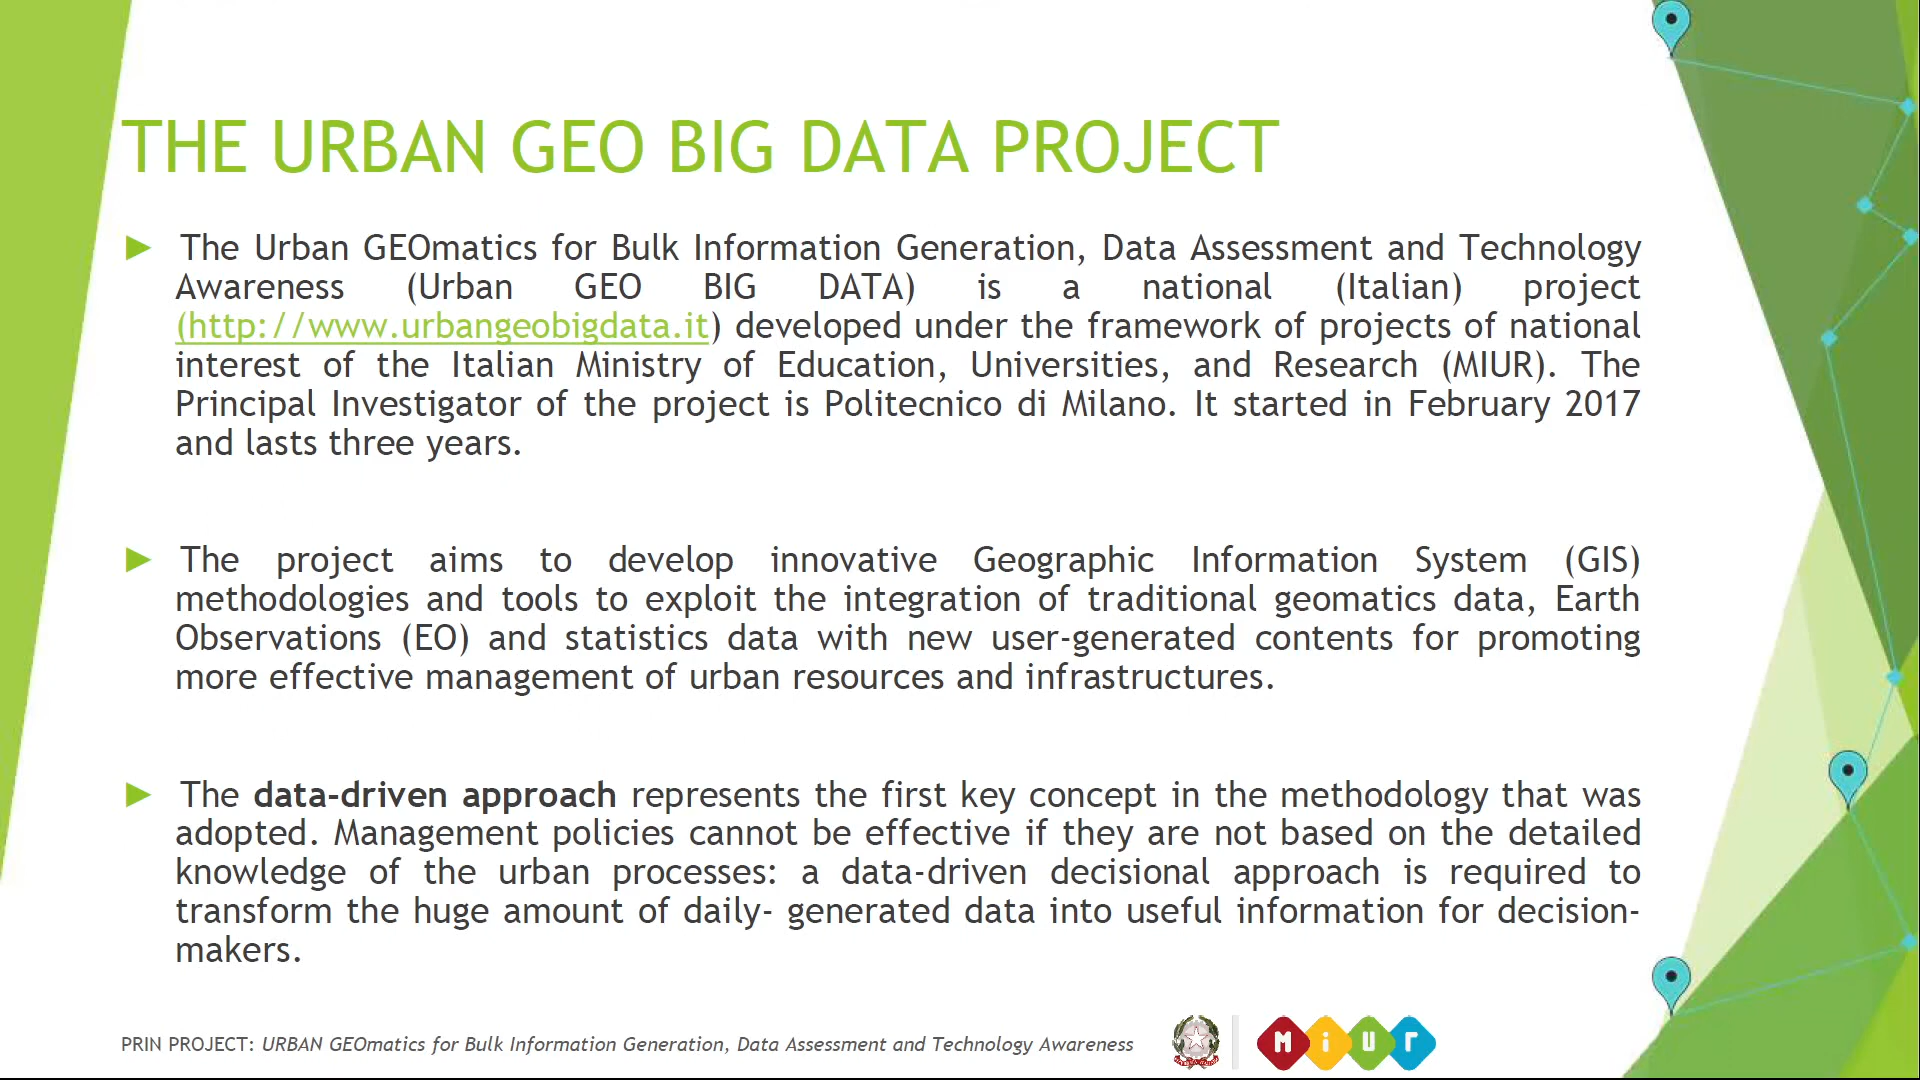 THE URBAN GEO BIG DATA PROJECT
The Urban GEOmatics for Bulk Information Generation, Data Assessment and Technology
Awareness (Urban GEO BIG DATA) is a national (Italian) project
(http://www.urbangeobigdata.it) developed under the framework of projects of national
interest of the Italian Ministry of Education, Universities, and Research (MIUR). The
Principal Investigator of the project is Politecnico di Milano. It started in February 2017
and lasts three years.
The project aims to develop innovative Geographic Information System (GIS)
methodologies and tools to exploit the integration of traditional geomatics data, Earth
Observations (EO) and statistics data with new user-generated contents for promoting
more effective management of urban resources and infrastructures.
The data-driven approach represents the first key concept in the methodology that was
adopted. Management policies cannot be effective if they are not based on the detailed
knowledge of the urban processes: a data-driven decisional approach is required to
transform the huge amount of daily- generated data into useful information for decision-
makers.
PRIN PROJECT: URBAN GEOmatics for Bulk Information Generation, Data Assessment and Technology Awareness
MiUr